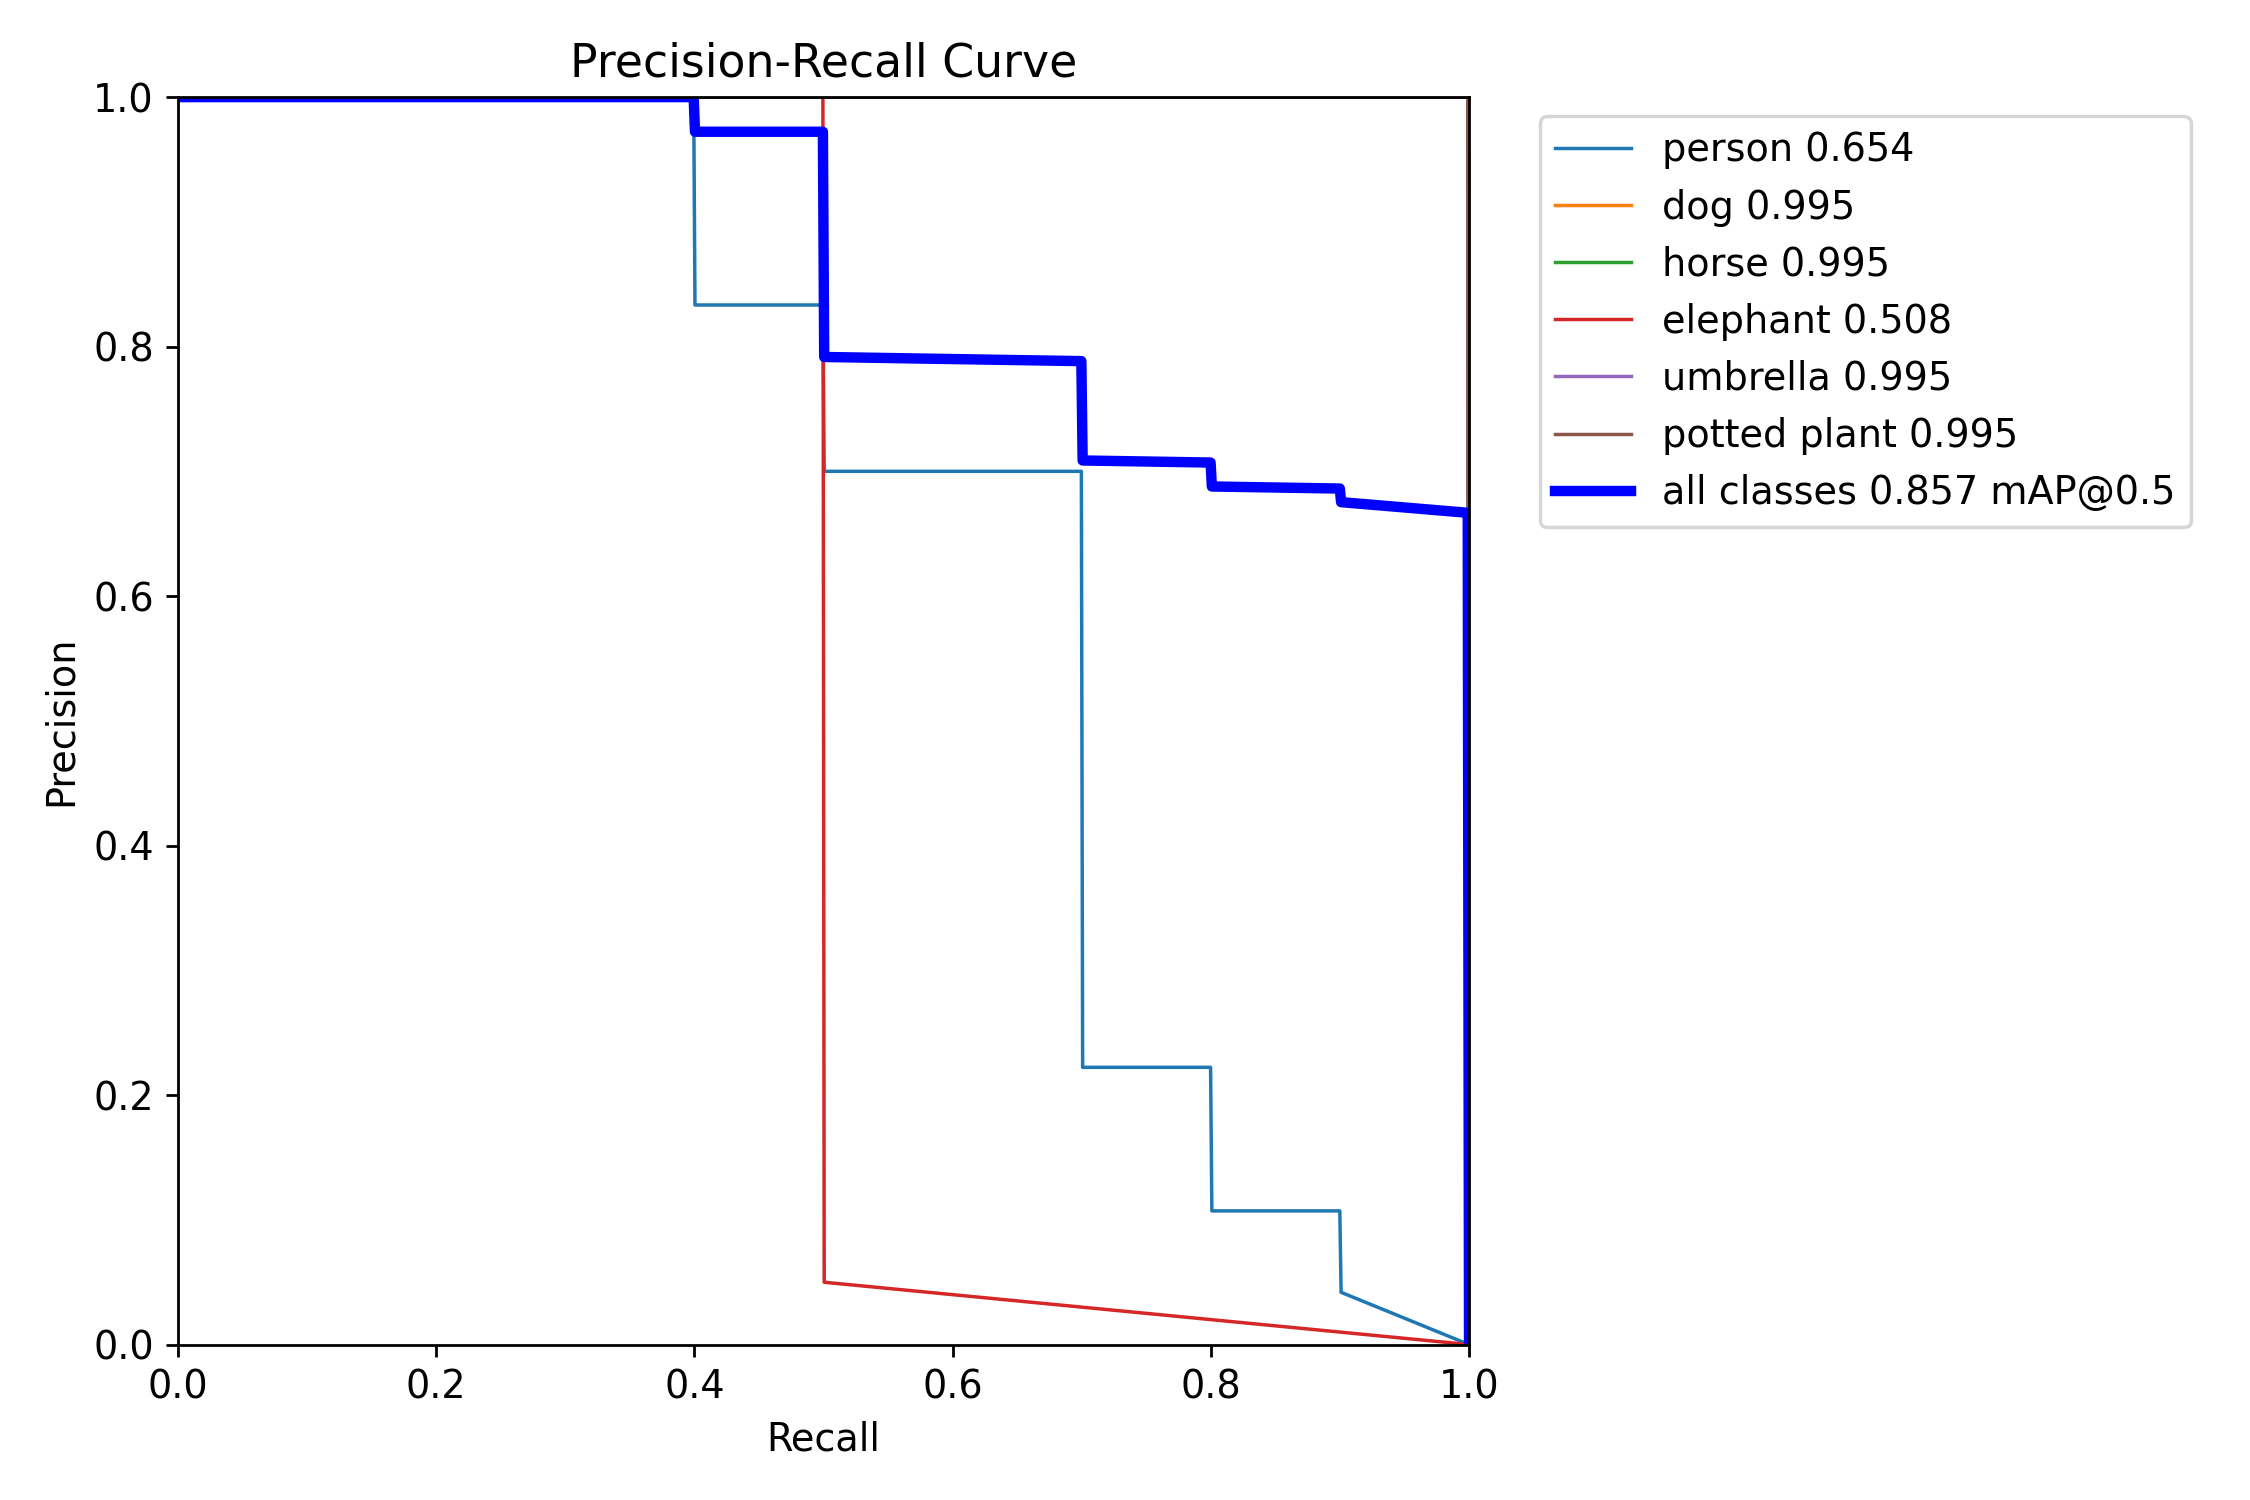 Precision-Recall Curve
1.0
0.8
0.6
0.4
0.2
0.0
Precision
0.0 0.2 0.4 0.6 0.8 1.0
Recall
person 0.654
dog 0.995
horse 0.995
elephant 0.508
umbrella 0.995
potted plant 0.995
all classes 0.857 mAP@0.5